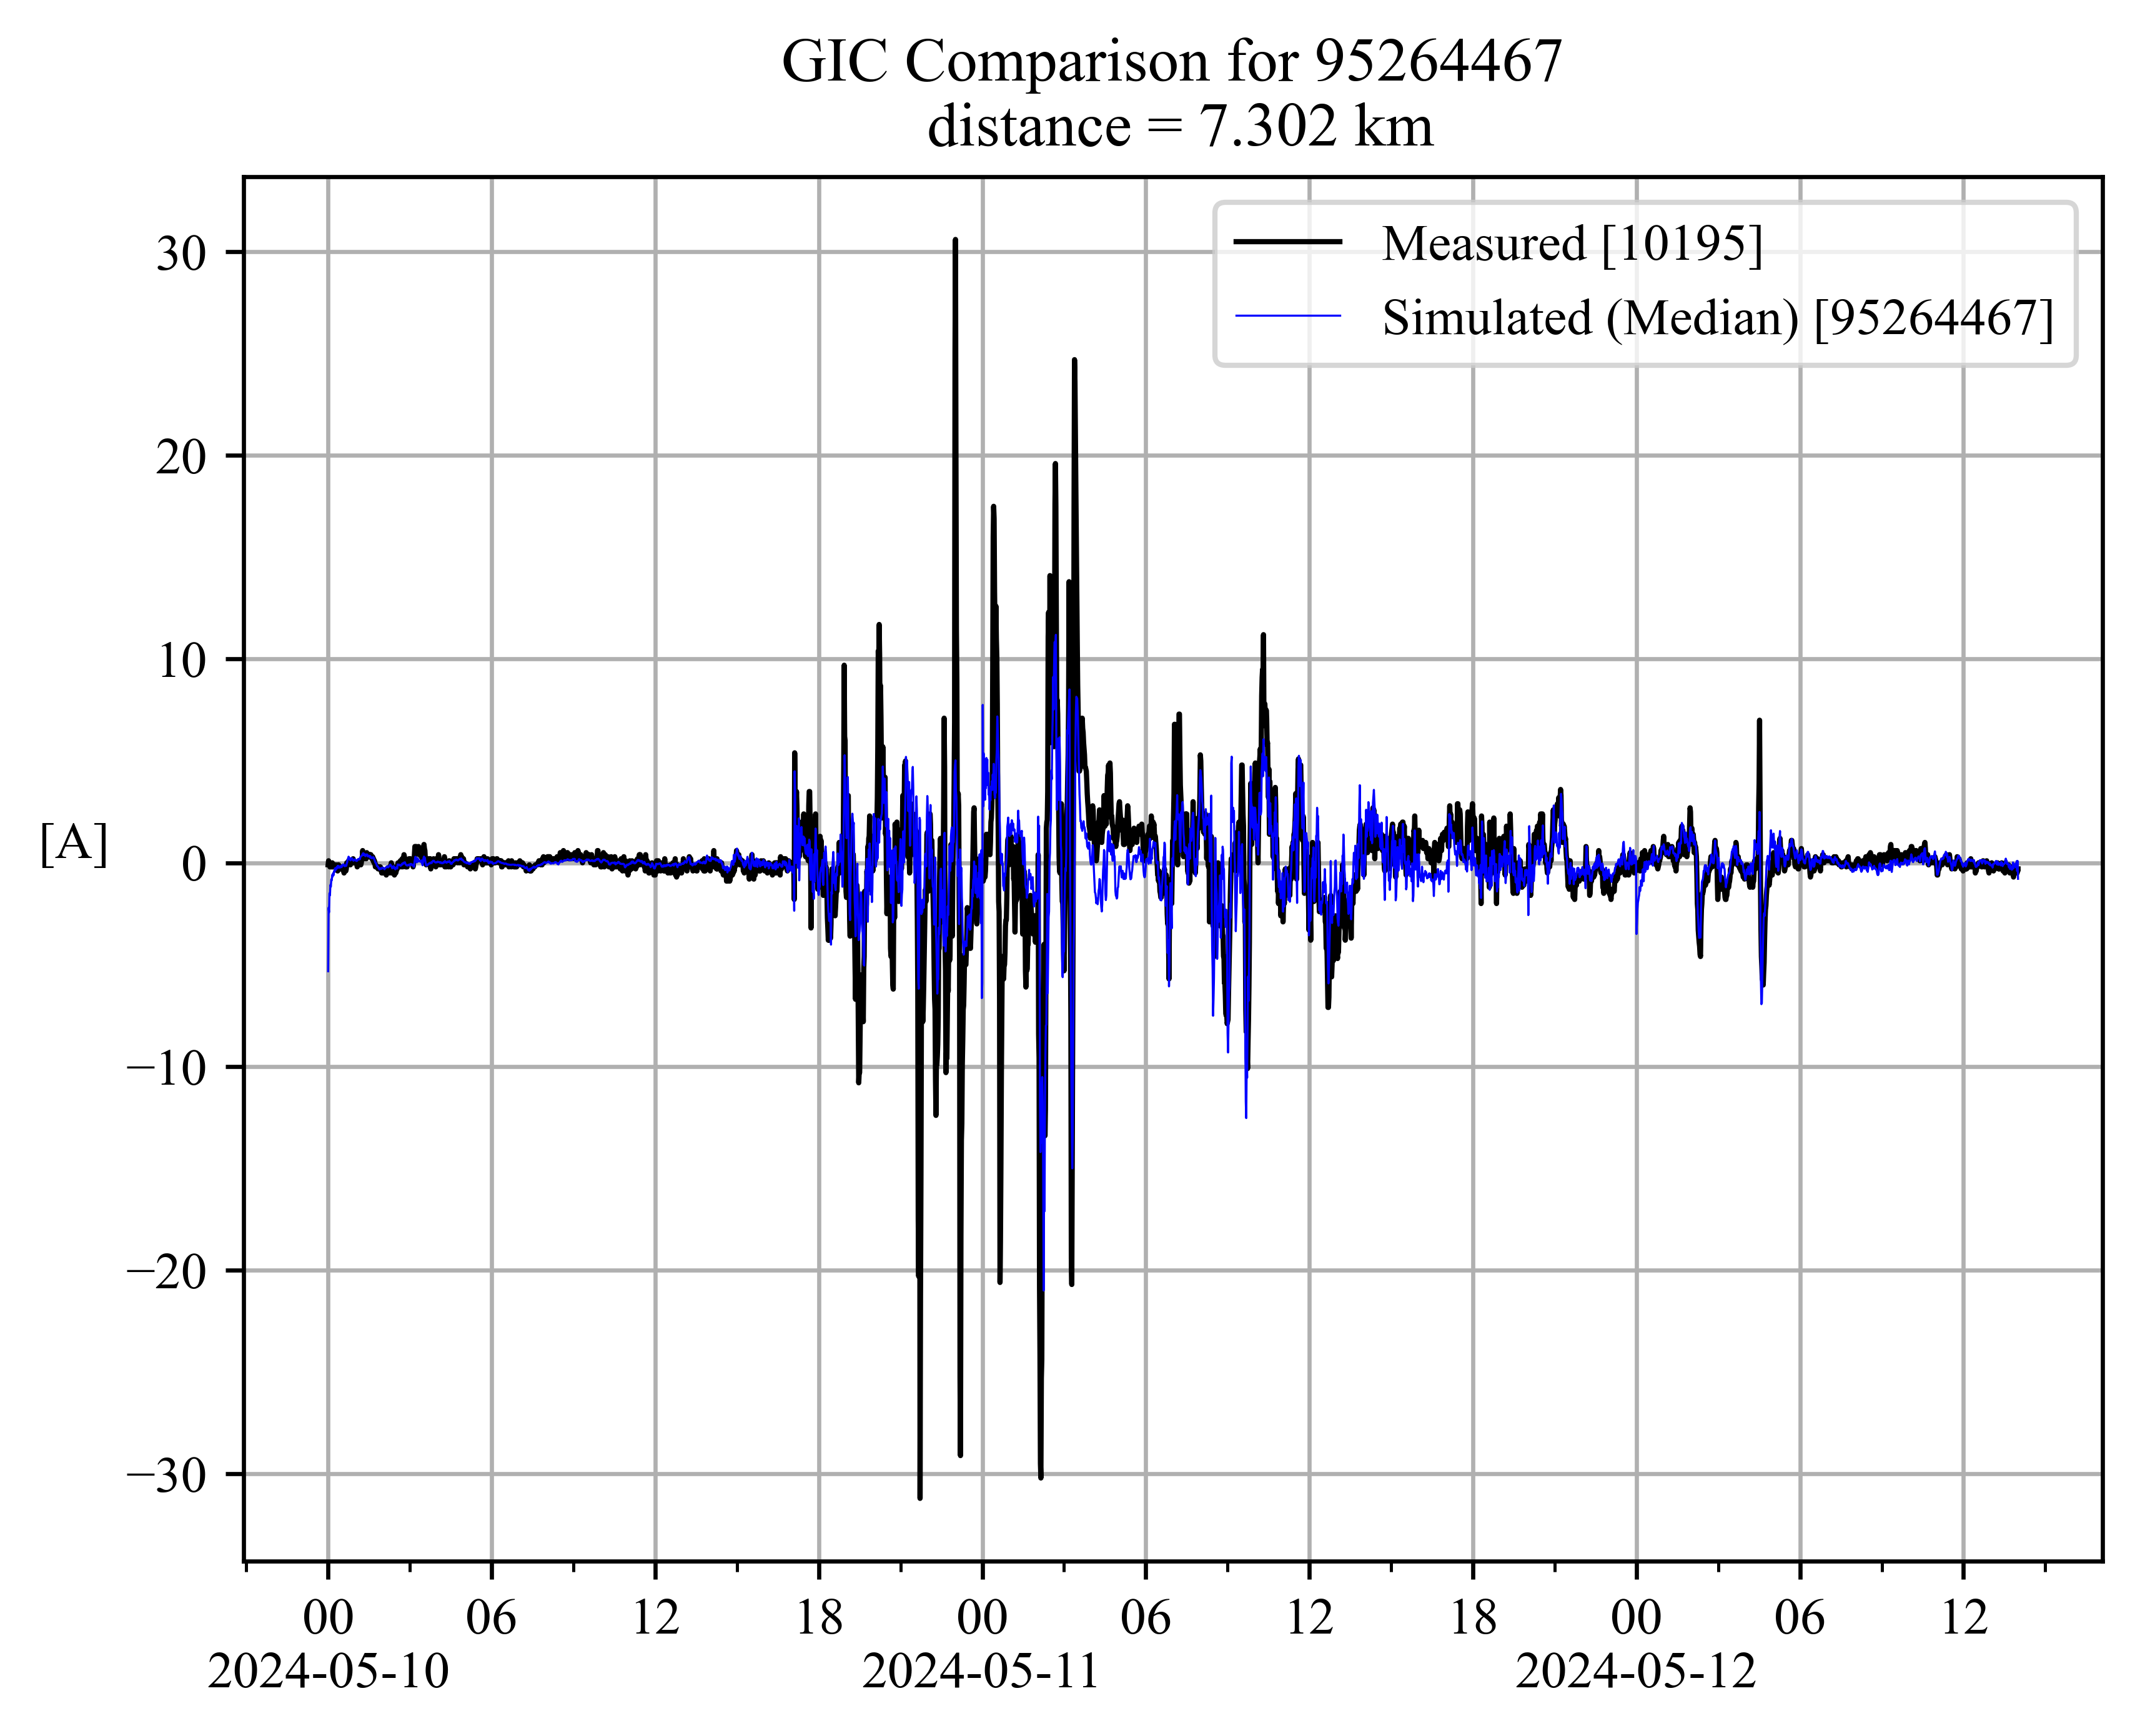 GIC Comparison for 95264467
distance = 7.302 km
Measured [10195]
Simulated (Median) [95264467]
30
20
10
0
−10
−20
−30
[A]
00 06 12 18 00 06 12 18 00 06 12
2024-05-10 2024-05-11 2024-05-12